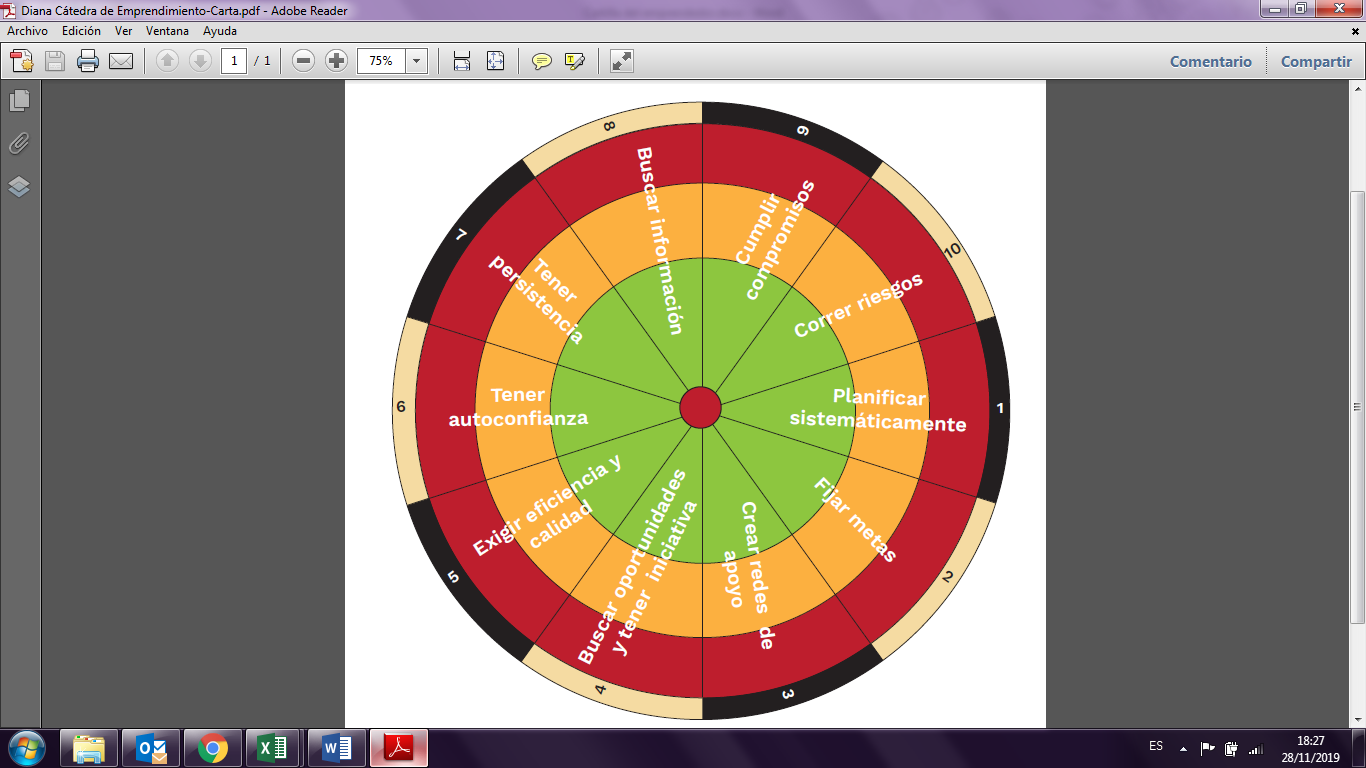 Diana Cátedra de Emprendimiento-Carta.pdf - Adobe Reader
Archivo Edición Ver Ventana Ayuda
1 / 1 75% Comentario Compartir
8
9
10
1
2
3
4
5
6
7
Buscar información
Cumplir
compromisos
Correr riesgos
Planificar
sistemáticamente
Fijar metas
Crear redes de
apoyo
Buscar oportunidades
y tener iniciativa
Exigir eficiencia y
calidad
Tener
autoconfianza
Tener
persistencia
ES
18:27
28/11/2019